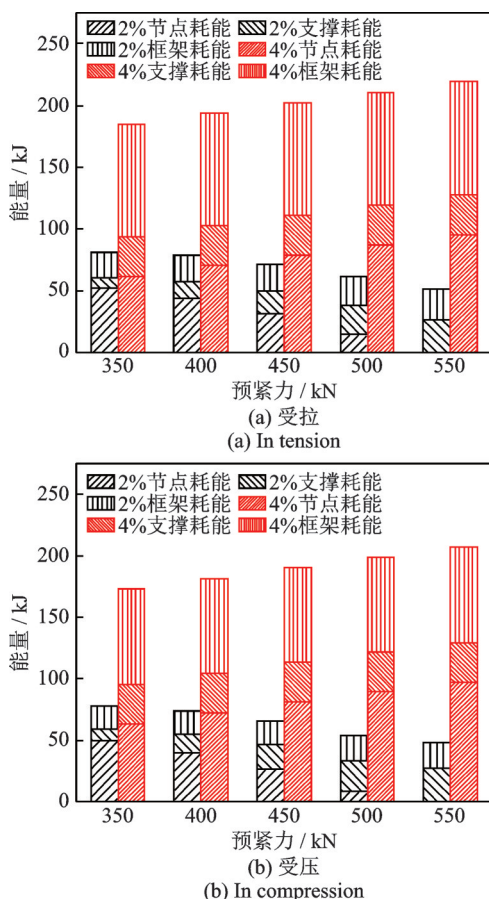 250
2%节点耗能 2%支撑耗能
2%框架耗能 4%节点耗能
4%支撑耗能 4%框架耗能
200
150
100
50
0
能量 / kJ
350 400 450 500 550
预紧力 / kN
(a) 受拉
(a) In tension
250
2%节点耗能 2%支撑耗能
2%框架耗能 4%节点耗能
4%支撑耗能 4%框架耗能
200
150
100
50
0
能量 / kJ
350 400 450 500 550
预紧力 / kN
(b) 受压
(b) In compression